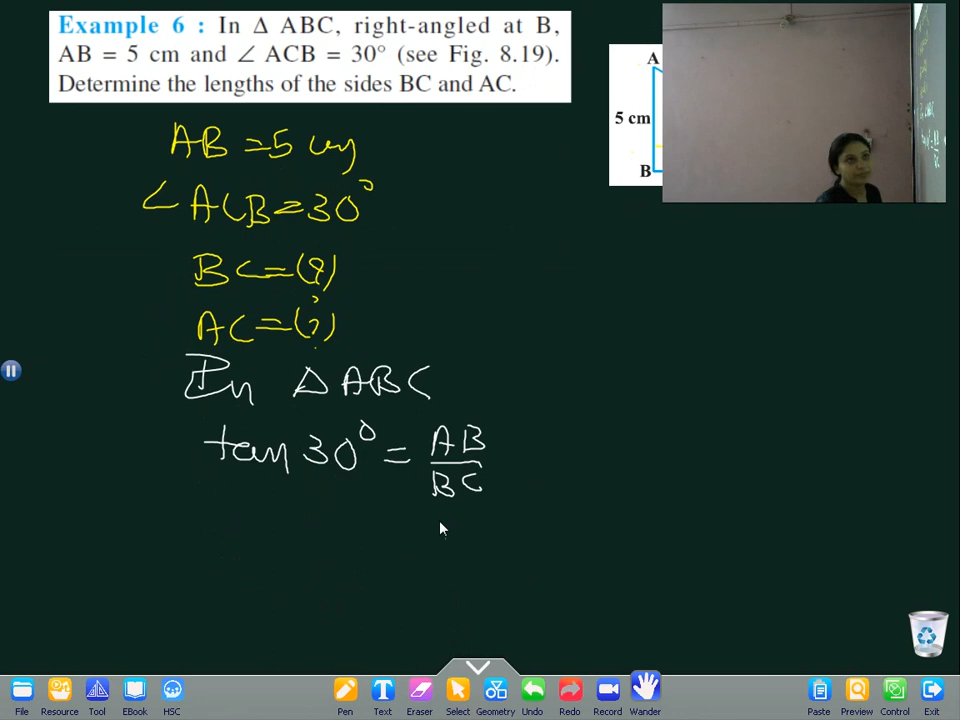 Example 6 : In Δ ABC, right-angled at B,
AB = 5 cm and ∠ ACB = 30° (see Fig. 8.19).
Determine the lengths of the sides BC and AC.
A
5 cm
B
AB = 5 cm
∠ACB = 30°
BC = (?)
AC = (?)
In Δ ABC
tan 30° = AB/BC
File Resource Tool EBook HSC Pen Text Eraser Select Geometry Undo Redo Record Wander Paste Preview Control Exit